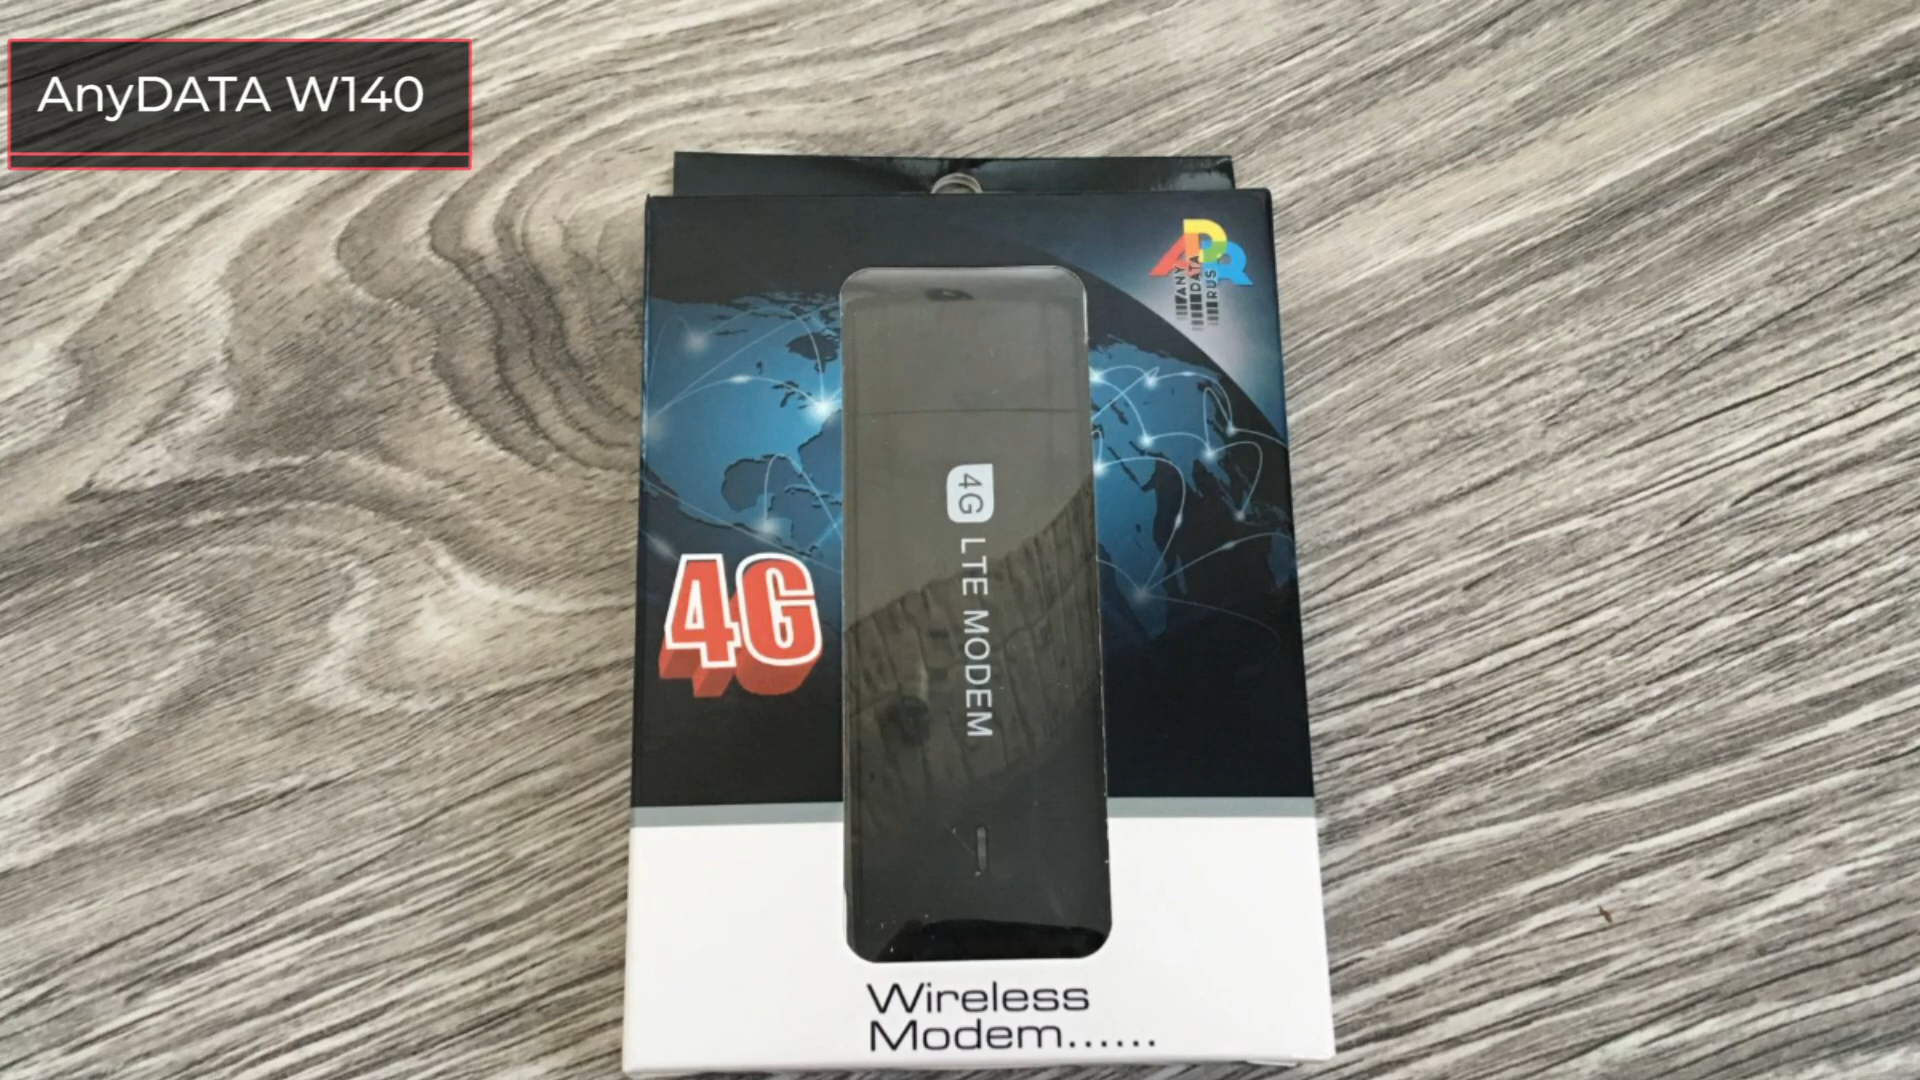 AnyDATA W140
ANY
DATA
RUS
4G LTE MODEM
4G
Wireless
Modem......